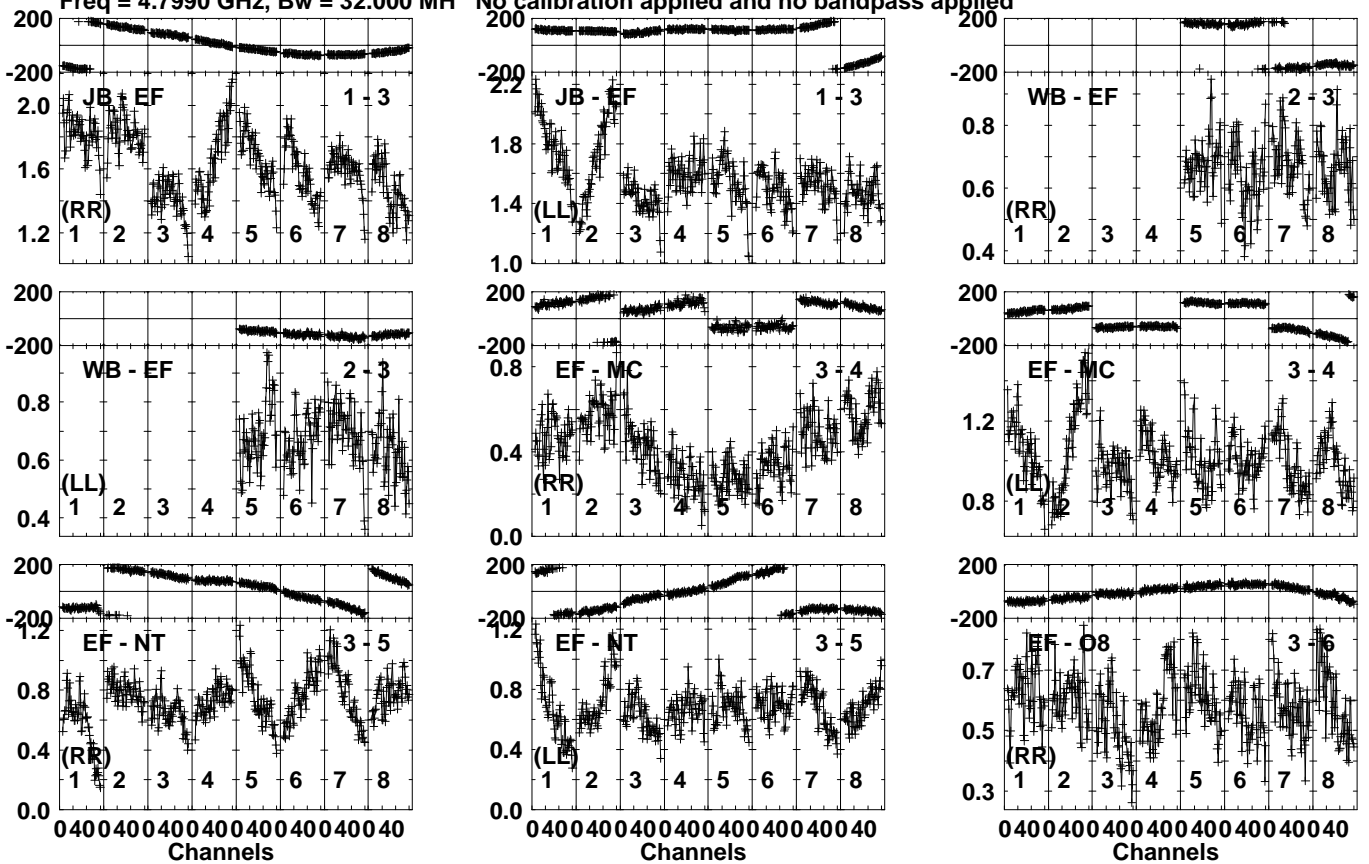 Freq = 4.7990 GHz, Bw = 32.000 MH No calibration applied and no bandpass applied
-200
JB - EF 1 - 3
2.0
1.6
(RR)
1.2
1 2 3 4 5 6 7 8
200
-200
2.2
JB - EF 1 - 3
1.8
1.4
(LL)
1.0
1 2 3 4 5 6 7 8
200
-200
WB - EF 2 - 3
0.8
0.6
(RR)
0.4
1 2 3 4 5 6 7 8
200
-200
WB - EF 2 - 3
0.8
0.6
(LL)
0.4
1 2 3 4 5 6 7 8
200
-200
EF - MC 3 - 4
0.8
0.4
(RR)
0.0
1 2 3 4 5 6 7 8
200
-200
EF - MC 3 - 4
1.2
0.8
(LL)
1 2 3 4 5 6 7 8
200
-200
EF - NT 3 - 5
1.2
0.8
0.4
(RR)
0.0
1 2 3 4 5 6 7 8
0 40 0 40 0 40 0 40 0 40 0 40 0 40 0 40
Channels
200
-200
1.2
EF - NT 3 - 5
0.8
0.4
(LL)
0.0
1 2 3 4 5 6 7 8
0 40 0 40 0 40 0 40 0 40 0 40 0 40 0 40
Channels
200
-200
EF - O8 3 - 6
0.7
0.5
(RR)
0.3
1 2 3 4 5 6 7 8
0 40 0 40 0 40 0 40 0 40 0 40 0 40 0 40
Channels